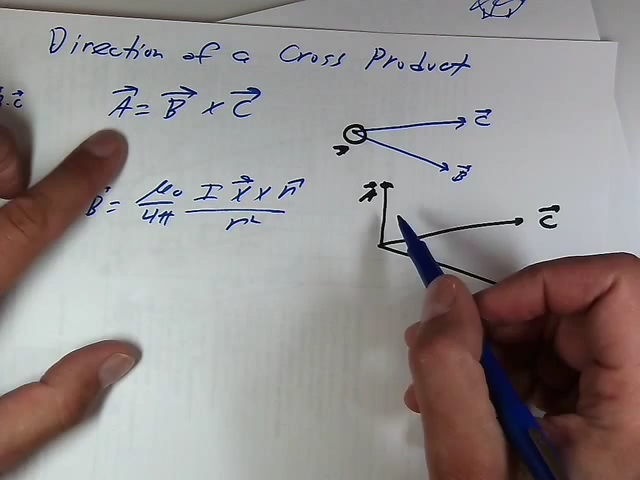 Direction of a Cross Product
A⃗ = B⃗ × C⃗
C⃗
B⃗
A⃗
C⃗
B⃗ = μ₀/4π I x⃗ × r⃗ / r²